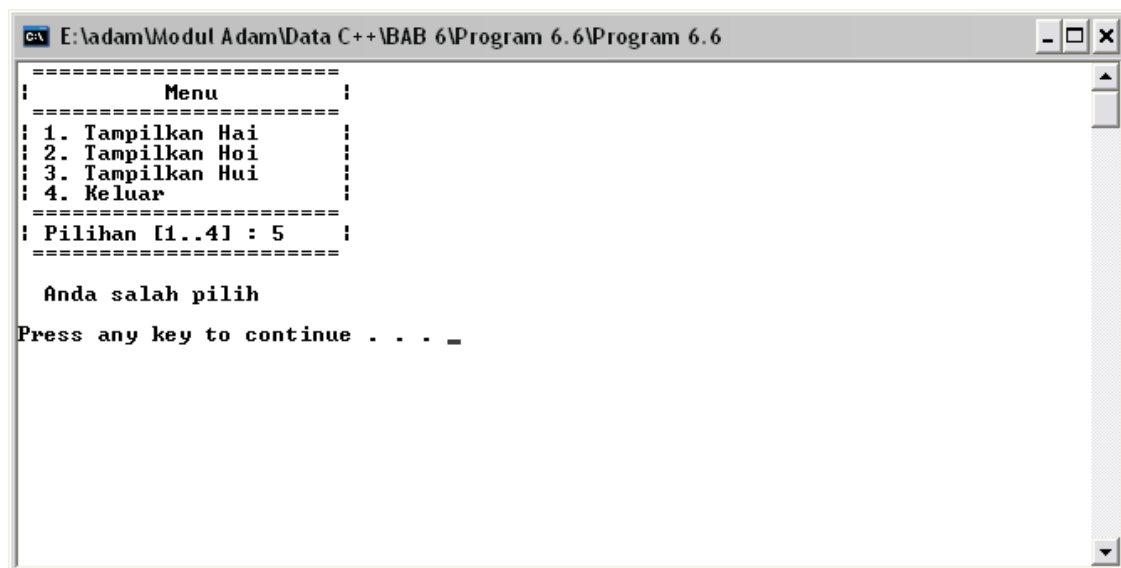 E:\adam\Modul Adam\Data C++\BAB 6\Program 6.6\Program 6.6
=======================
¦ Menu ¦
=======================
¦ 1. Tampilkan Hai ¦
¦ 2. Tampilkan Hoi ¦
¦ 3. Tampilkan Hui ¦
¦ 4. Keluar ¦
=======================
¦ Pilihan [1..4] : 5 ¦
=======================
Anda salah pilih
Press any key to continue . . . _